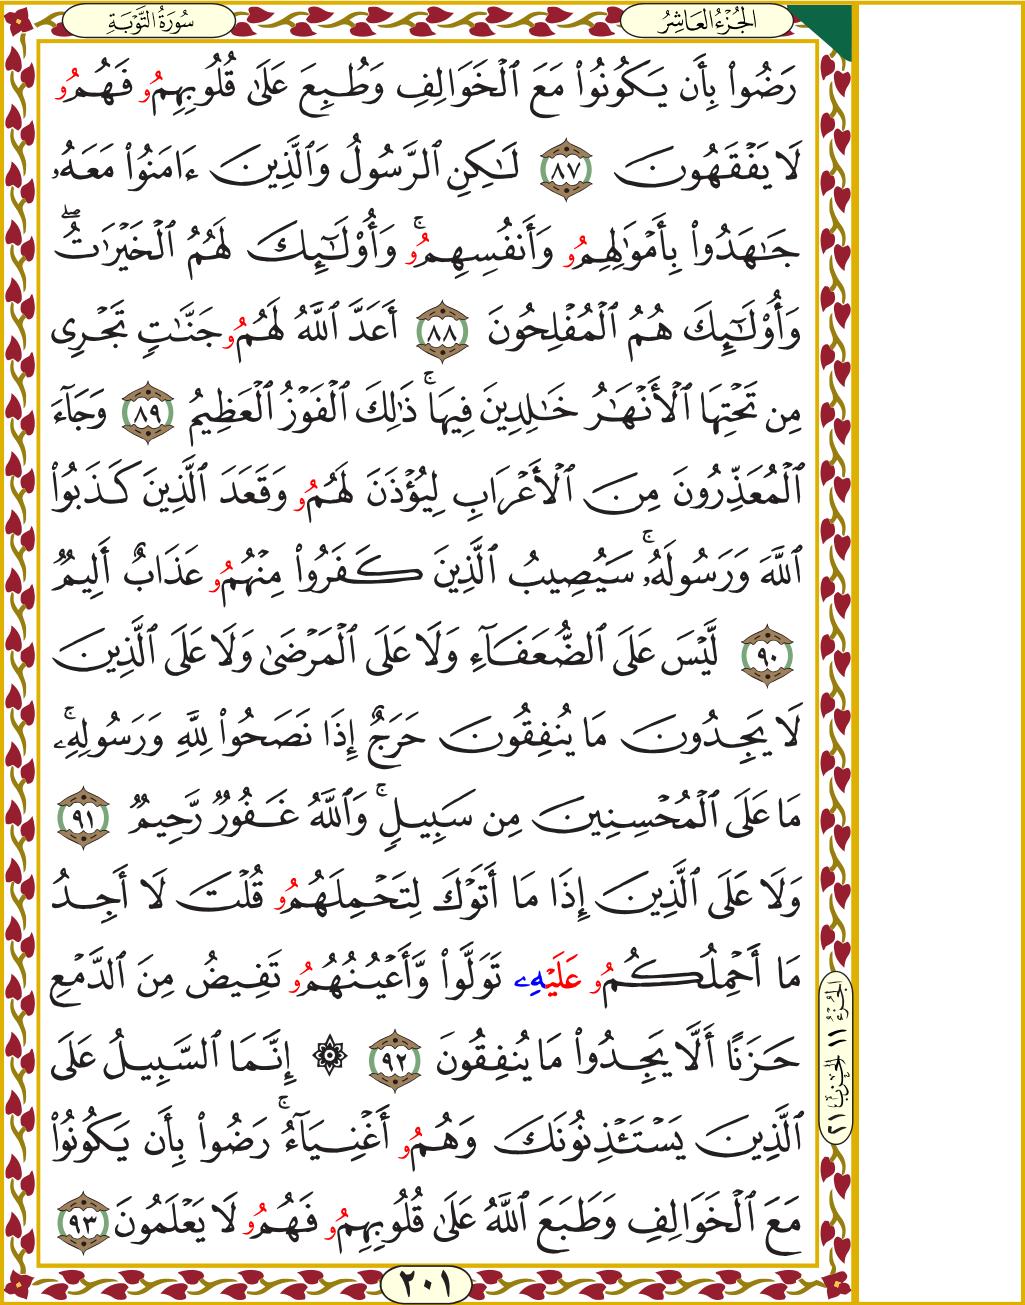 الجُزْءُ العَاشِرُ
سُورَةُ التَّوْبَةِ
رَضُوا۟ بِأَن يَكُونُوا۟ مَعَ ٱلْخَوَالِفِ وَطُبِعَ عَلَىٰ قُلُوبِهِمُۥ فَهُمُۥ
لَا يَفْقَهُونَ ٨٧ لَـٰكِنِ ٱلرَّسُولُ وَٱلَّذِينَ ءَامَنُوا۟ مَعَهُۥ
جَـٰهَدُوا۟ بِأَمْوَٰلِهِمُۥ وَأَنفُسِهِمُۥۚ وَأُو۟لَـٰٓئِكَ لَهُمُ ٱلْخَيْرَٰتُۖ
وَأُو۟لَـٰٓئِكَ هُمُ ٱلْمُفْلِحُونَ ٨٨ أَعَدَّ ٱللَّهُ لَهُمُۥ جَنَّـٰتٍ تَجْرِى
مِن تَحْتِهَا ٱلْأَنْهَـٰرُ خَـٰلِدِينَ فِيهَاۚ ذَٰلِكَ ٱلْفَوْزُ ٱلْعَظِيمُ ٨٩ وَجَآءَ
ٱلْمُعَذِّرُونَ مِنَ ٱلْأَعْرَابِ لِيُؤْذَنَ لَهُمُۥ وَقَعَدَ ٱلَّذِينَ كَذَبُوا۟
ٱللَّهَ وَرَسُولَهُۥۚ سَيُصِيبُ ٱلَّذِينَ كَفَرُوا۟ مِنْهُمُۥ عَذَابٌ أَلِيمٌ
٩٠ لَّيْسَ عَلَى ٱلضُّعَفَآءِ وَلَا عَلَى ٱلْمَرْضَىٰ وَلَا عَلَى ٱلَّذِينَ
لَا يَجِدُونَ مَا يُنفِقُونَ حَرَجٌ إِذَا نَصَحُوا۟ لِلَّهِ وَرَسُولِهِۦۚ
مَا عَلَى ٱلْمُحْسِنِينَ مِن سَبِيلٍۚ وَٱللَّهُ غَفُورٌ رَّحِيمٌ ٩١
وَلَا عَلَى ٱلَّذِينَ إِذَا مَا أَتَوْكَ لِتَحْمِلَهُمُۥ قُلْتَ لَا أَجِدُ
مَا أَحْمِلُكُمُۥ عَلَيْهِۦ تَوَلَّوا۟ وَّأَعْيُنُهُمُۥ تَفِيضُ مِنَ ٱلدَّمْعِ
حَزَنًا أَلَّا يَجِدُوا۟ مَا يُنفِقُونَ ٩٢ ۞ إِنَّمَا ٱلسَّبِيلُ عَلَى
ٱلَّذِينَ يَسْتَـْٔذِنُونَكَ وَهُمُۥ أَغْنِيَآءُۚ رَضُوا۟ بِأَن يَكُونُوا۟
مَعَ ٱلْخَوَالِفِ وَطَبَعَ ٱللَّهُ عَلَىٰ قُلُوبِهِمُۥ فَهُمُۥ لَا يَعْلَمُونَ ٩٣
الجُزْءُ ١١ الحِزْبُ ٢١
٢٠١